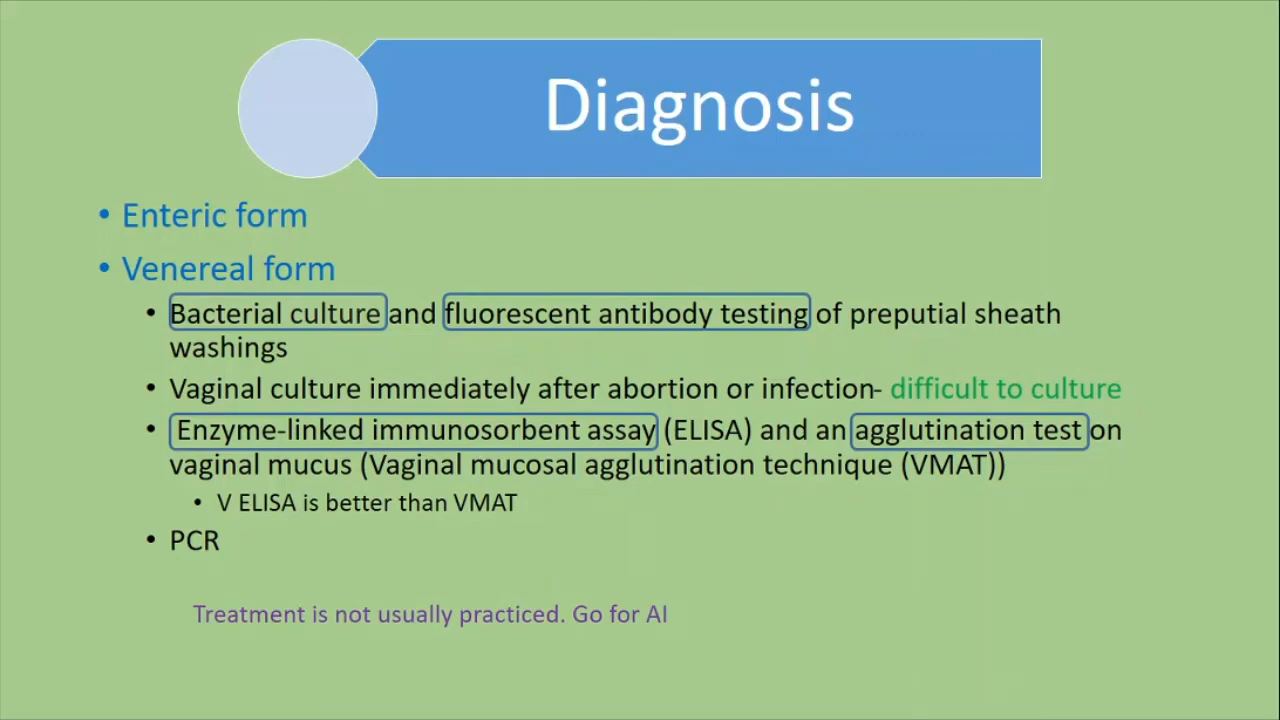 Diagnosis
• Enteric form
• Venereal form
• Bacterial culture and fluorescent antibody testing of preputial sheath
washings
• Vaginal culture immediately after abortion or infection- difficult to culture
• Enzyme-linked immunosorbent assay (ELISA) and an agglutination test on
vaginal mucus (Vaginal mucosal agglutination technique (VMAT))
• V ELISA is better than VMAT
• PCR
Treatment is not usually practiced. Go for AI